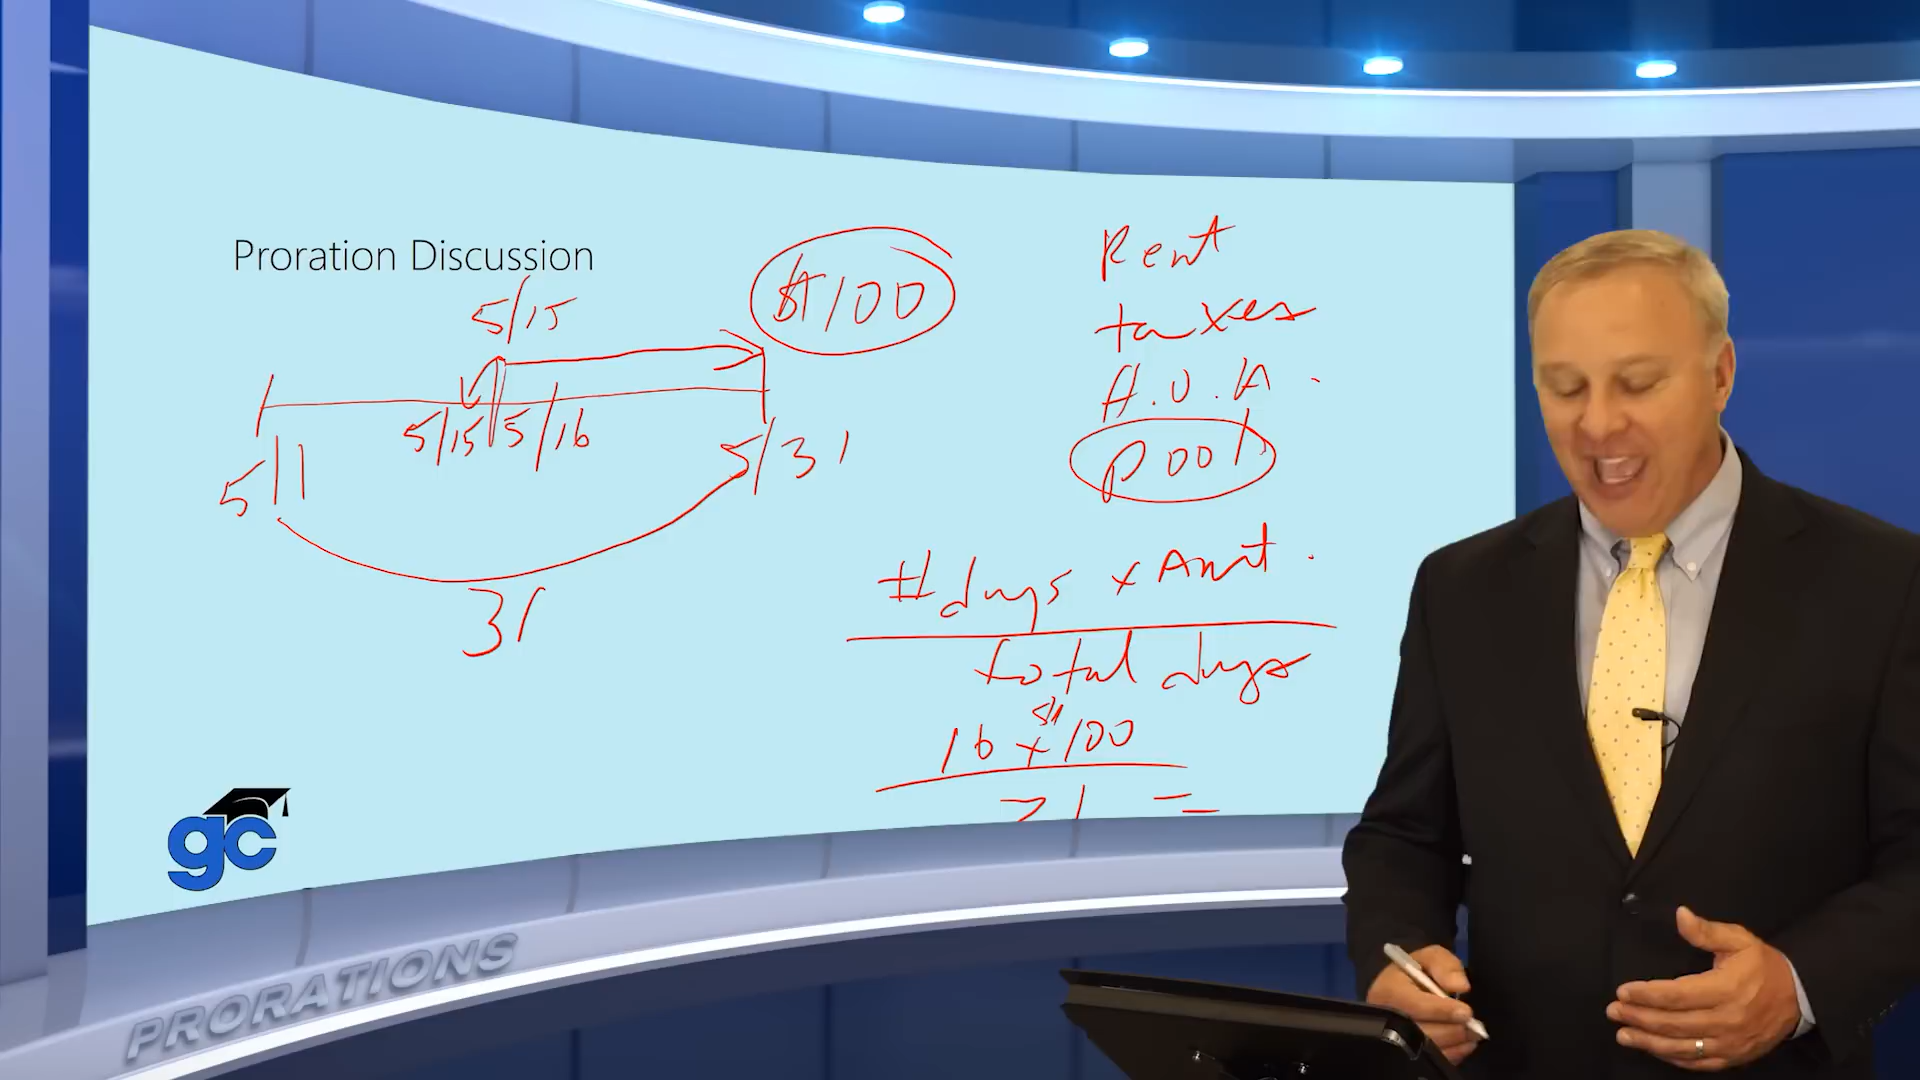 Proration Discussion
5/15
$100
5/15 5/16
5/1
5/31
31
Rent
taxes
H.O.A.
Pool
# days x Amt.
total days
16 x $100
31 =
gc
PRORATIONS